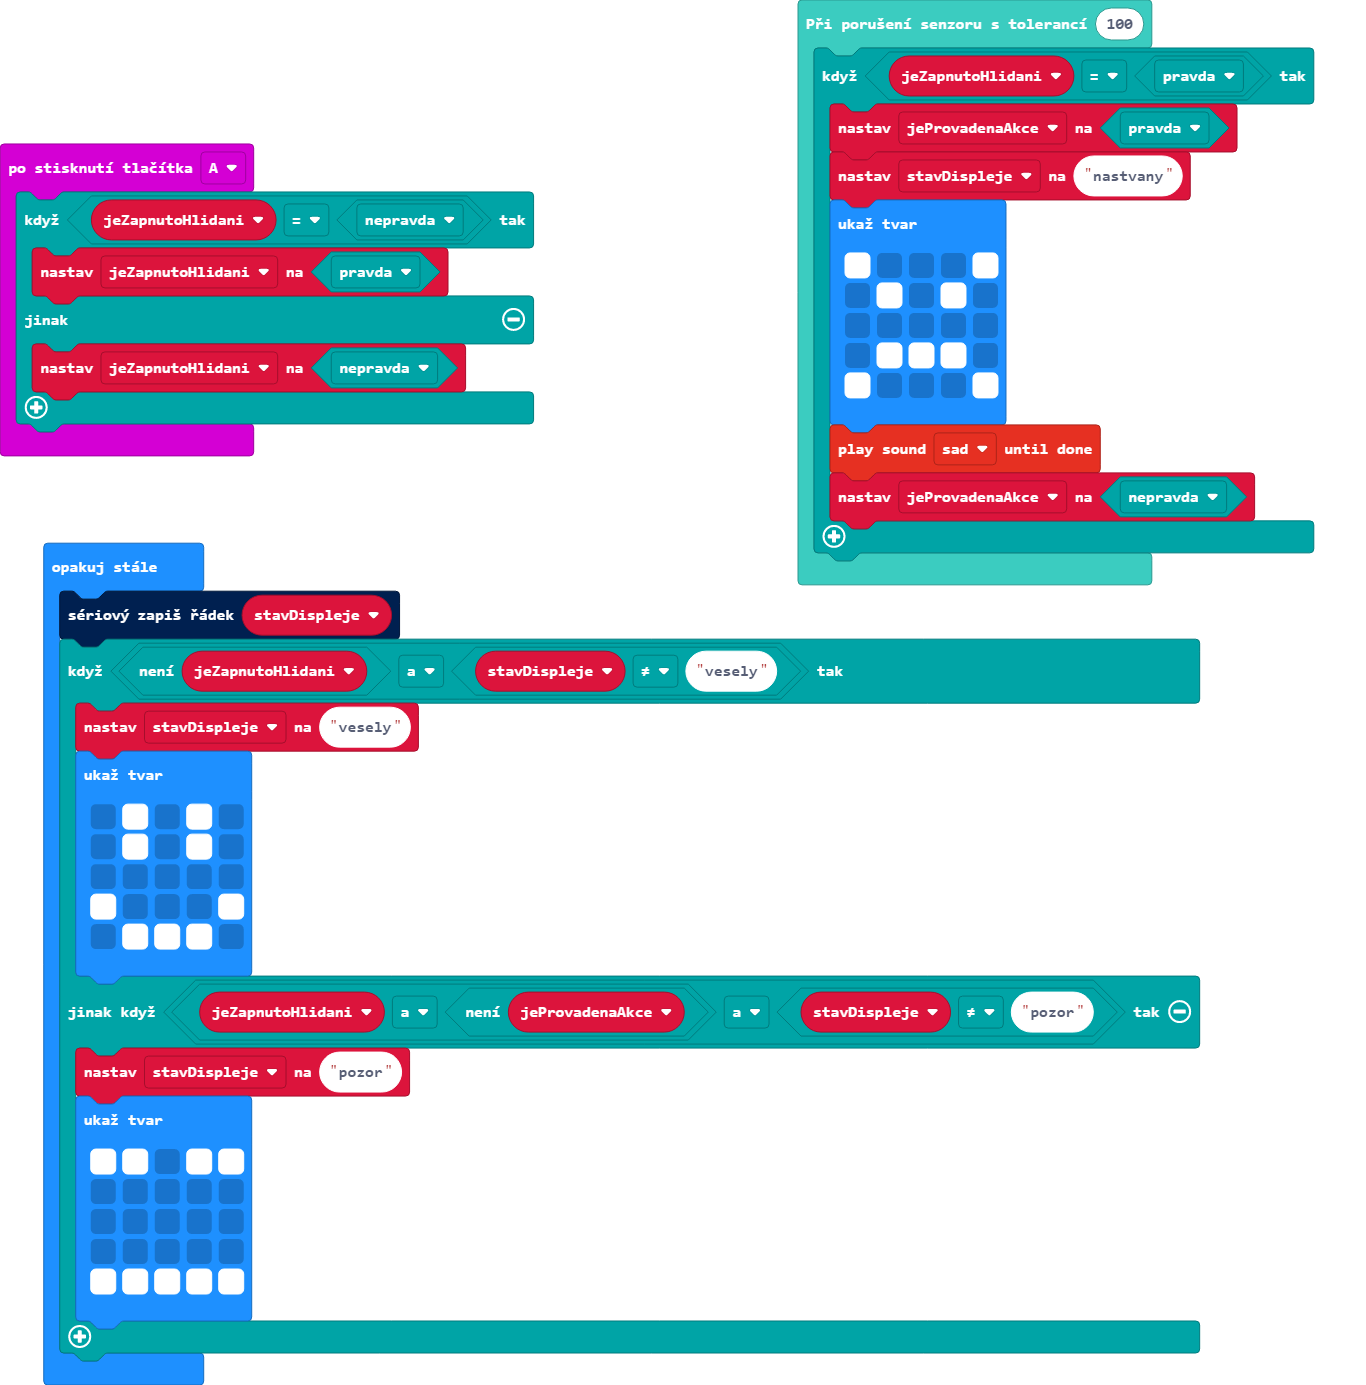 po stisknutí tlačítka A
když jeZapnutoHlidani = nepravda tak
nastav jeZapnutoHlidani na pravda
jinak
nastav jeZapnutoHlidani na nepravda
Při porušení senzoru s tolerancí 100
když jeZapnutoHlidani = pravda tak
nastav jeProvadenaAkce na pravda
nastav stavDispleje na "nastvany"
ukaž tvar
play sound sad until done
nastav jeProvadenaAkce na nepravda
opakuj stále
sériový zapiš řádek stavDispleje
když není jeZapnutoHlidani a stavDispleje ≠ "vesely" tak
nastav stavDispleje na "vesely"
ukaž tvar
jinak když jeZapnutoHlidani a není jeProvadenaAkce a stavDispleje ≠ "pozor" tak
nastav stavDispleje na "pozor"
ukaž tvar